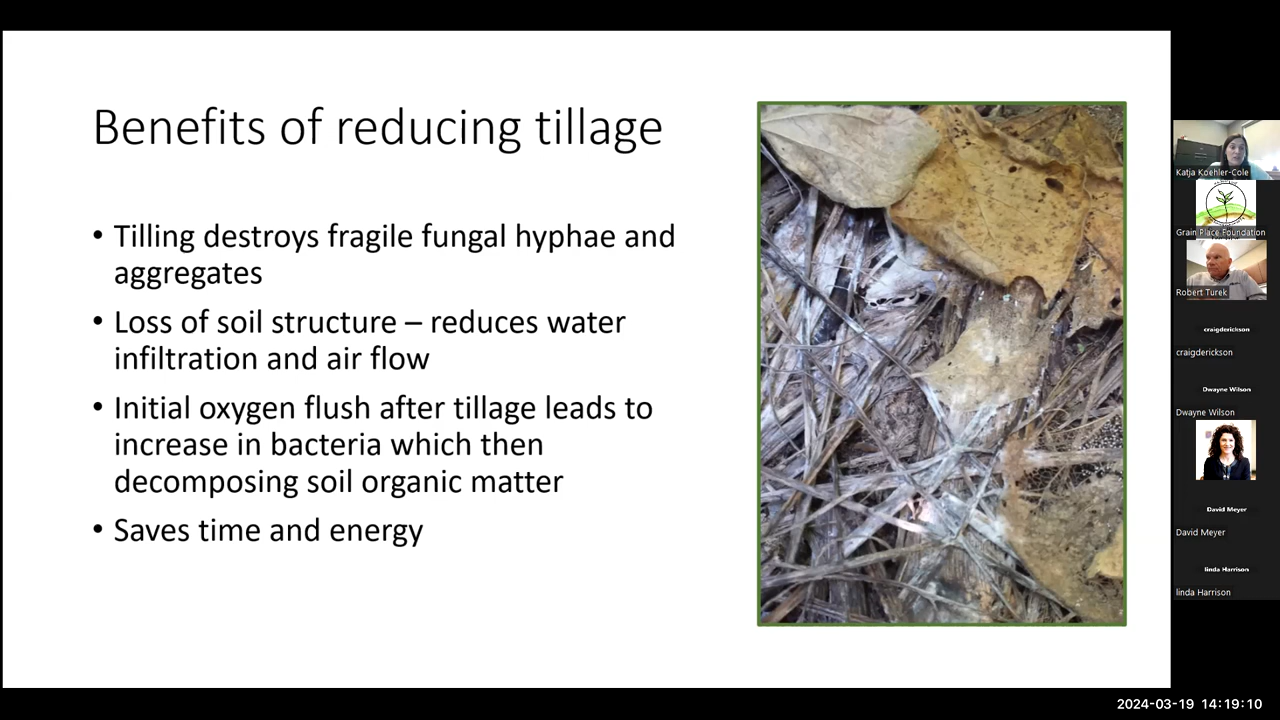 Benefits of reducing tillage
• Tilling destroys fragile fungal hyphae and
aggregates
• Loss of soil structure – reduces water
infiltration and air flow
• Initial oxygen flush after tillage leads to
increase in bacteria which then
decomposing soil organic matter
• Saves time and energy
Katja Koehler-Cole
Grain Place Foundation
Robert Turek
craigderickson
craigderickson
Dwayne Wilson
Dwayne Wilson
David Meyer
David Meyer
linda Harrison
linda Harrison
2024-03-19 14:19:10